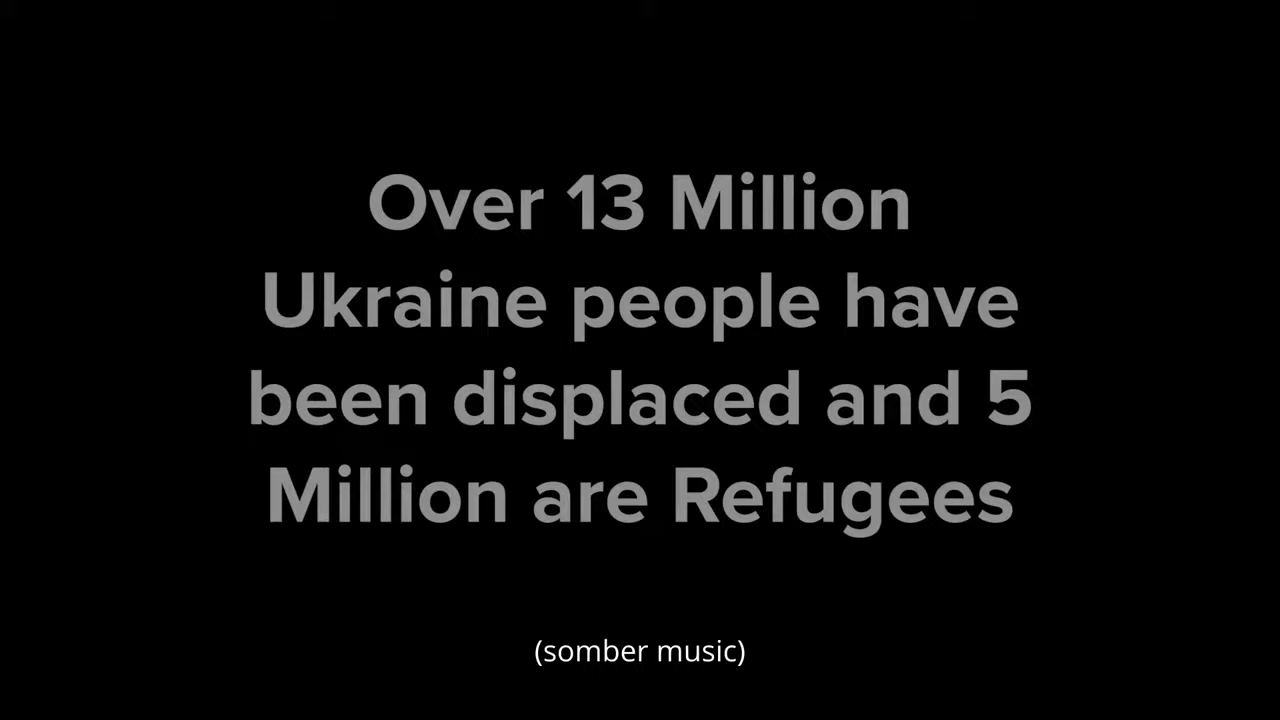 Over 13 Million
Ukraine people have
been displaced and 5
Million are Refugees
(somber music)